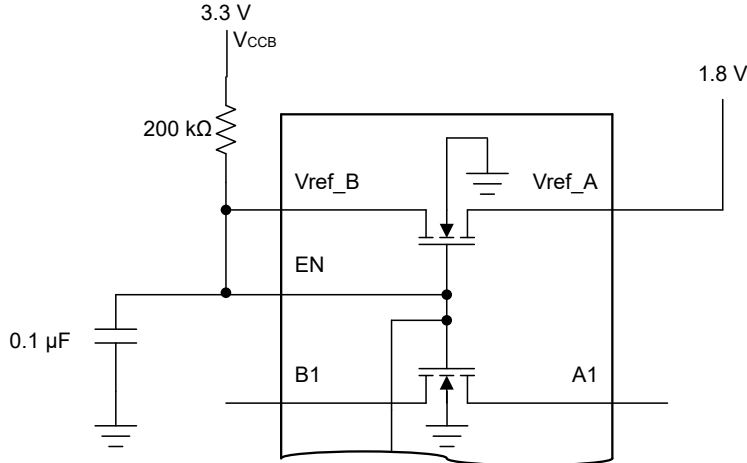 3.3 V
VCCB
1.8 V
200 kΩ
Vref_B
Vref_A
EN
0.1 µF
B1
A1